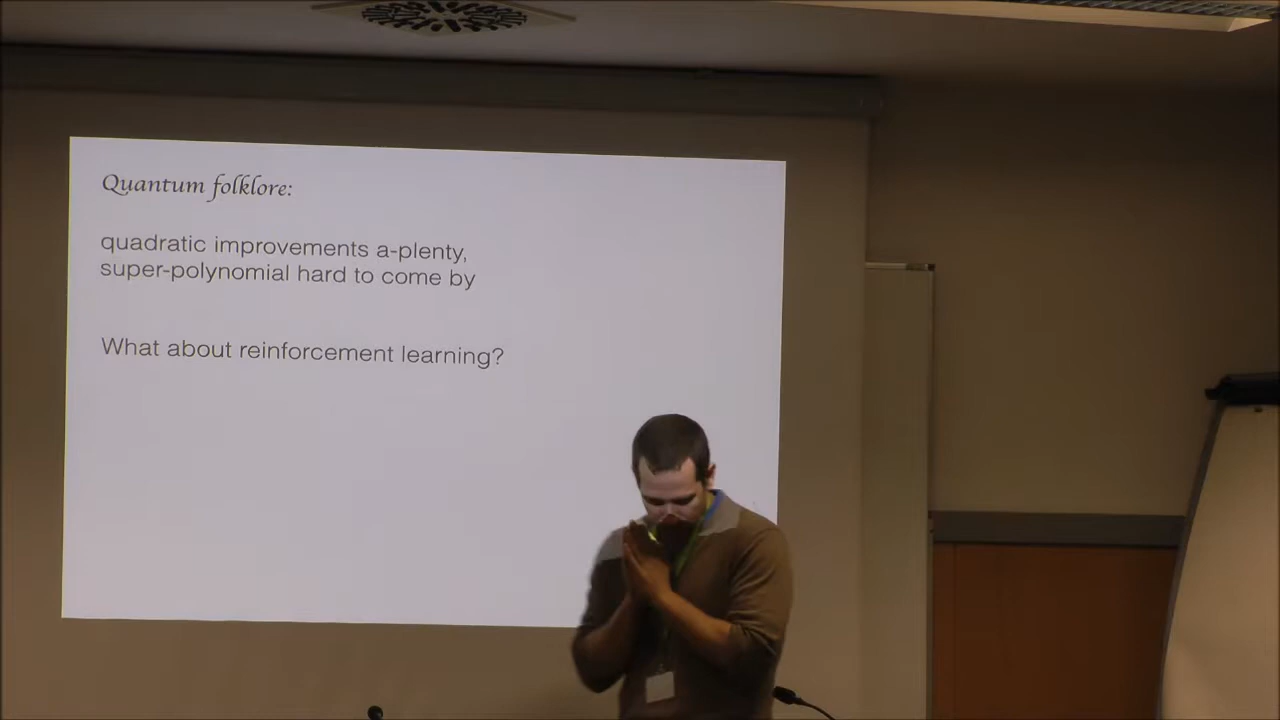 Quantum folklore:
quadratic improvements a-plenty,
super-polynomial hard to come by
What about reinforcement learning?